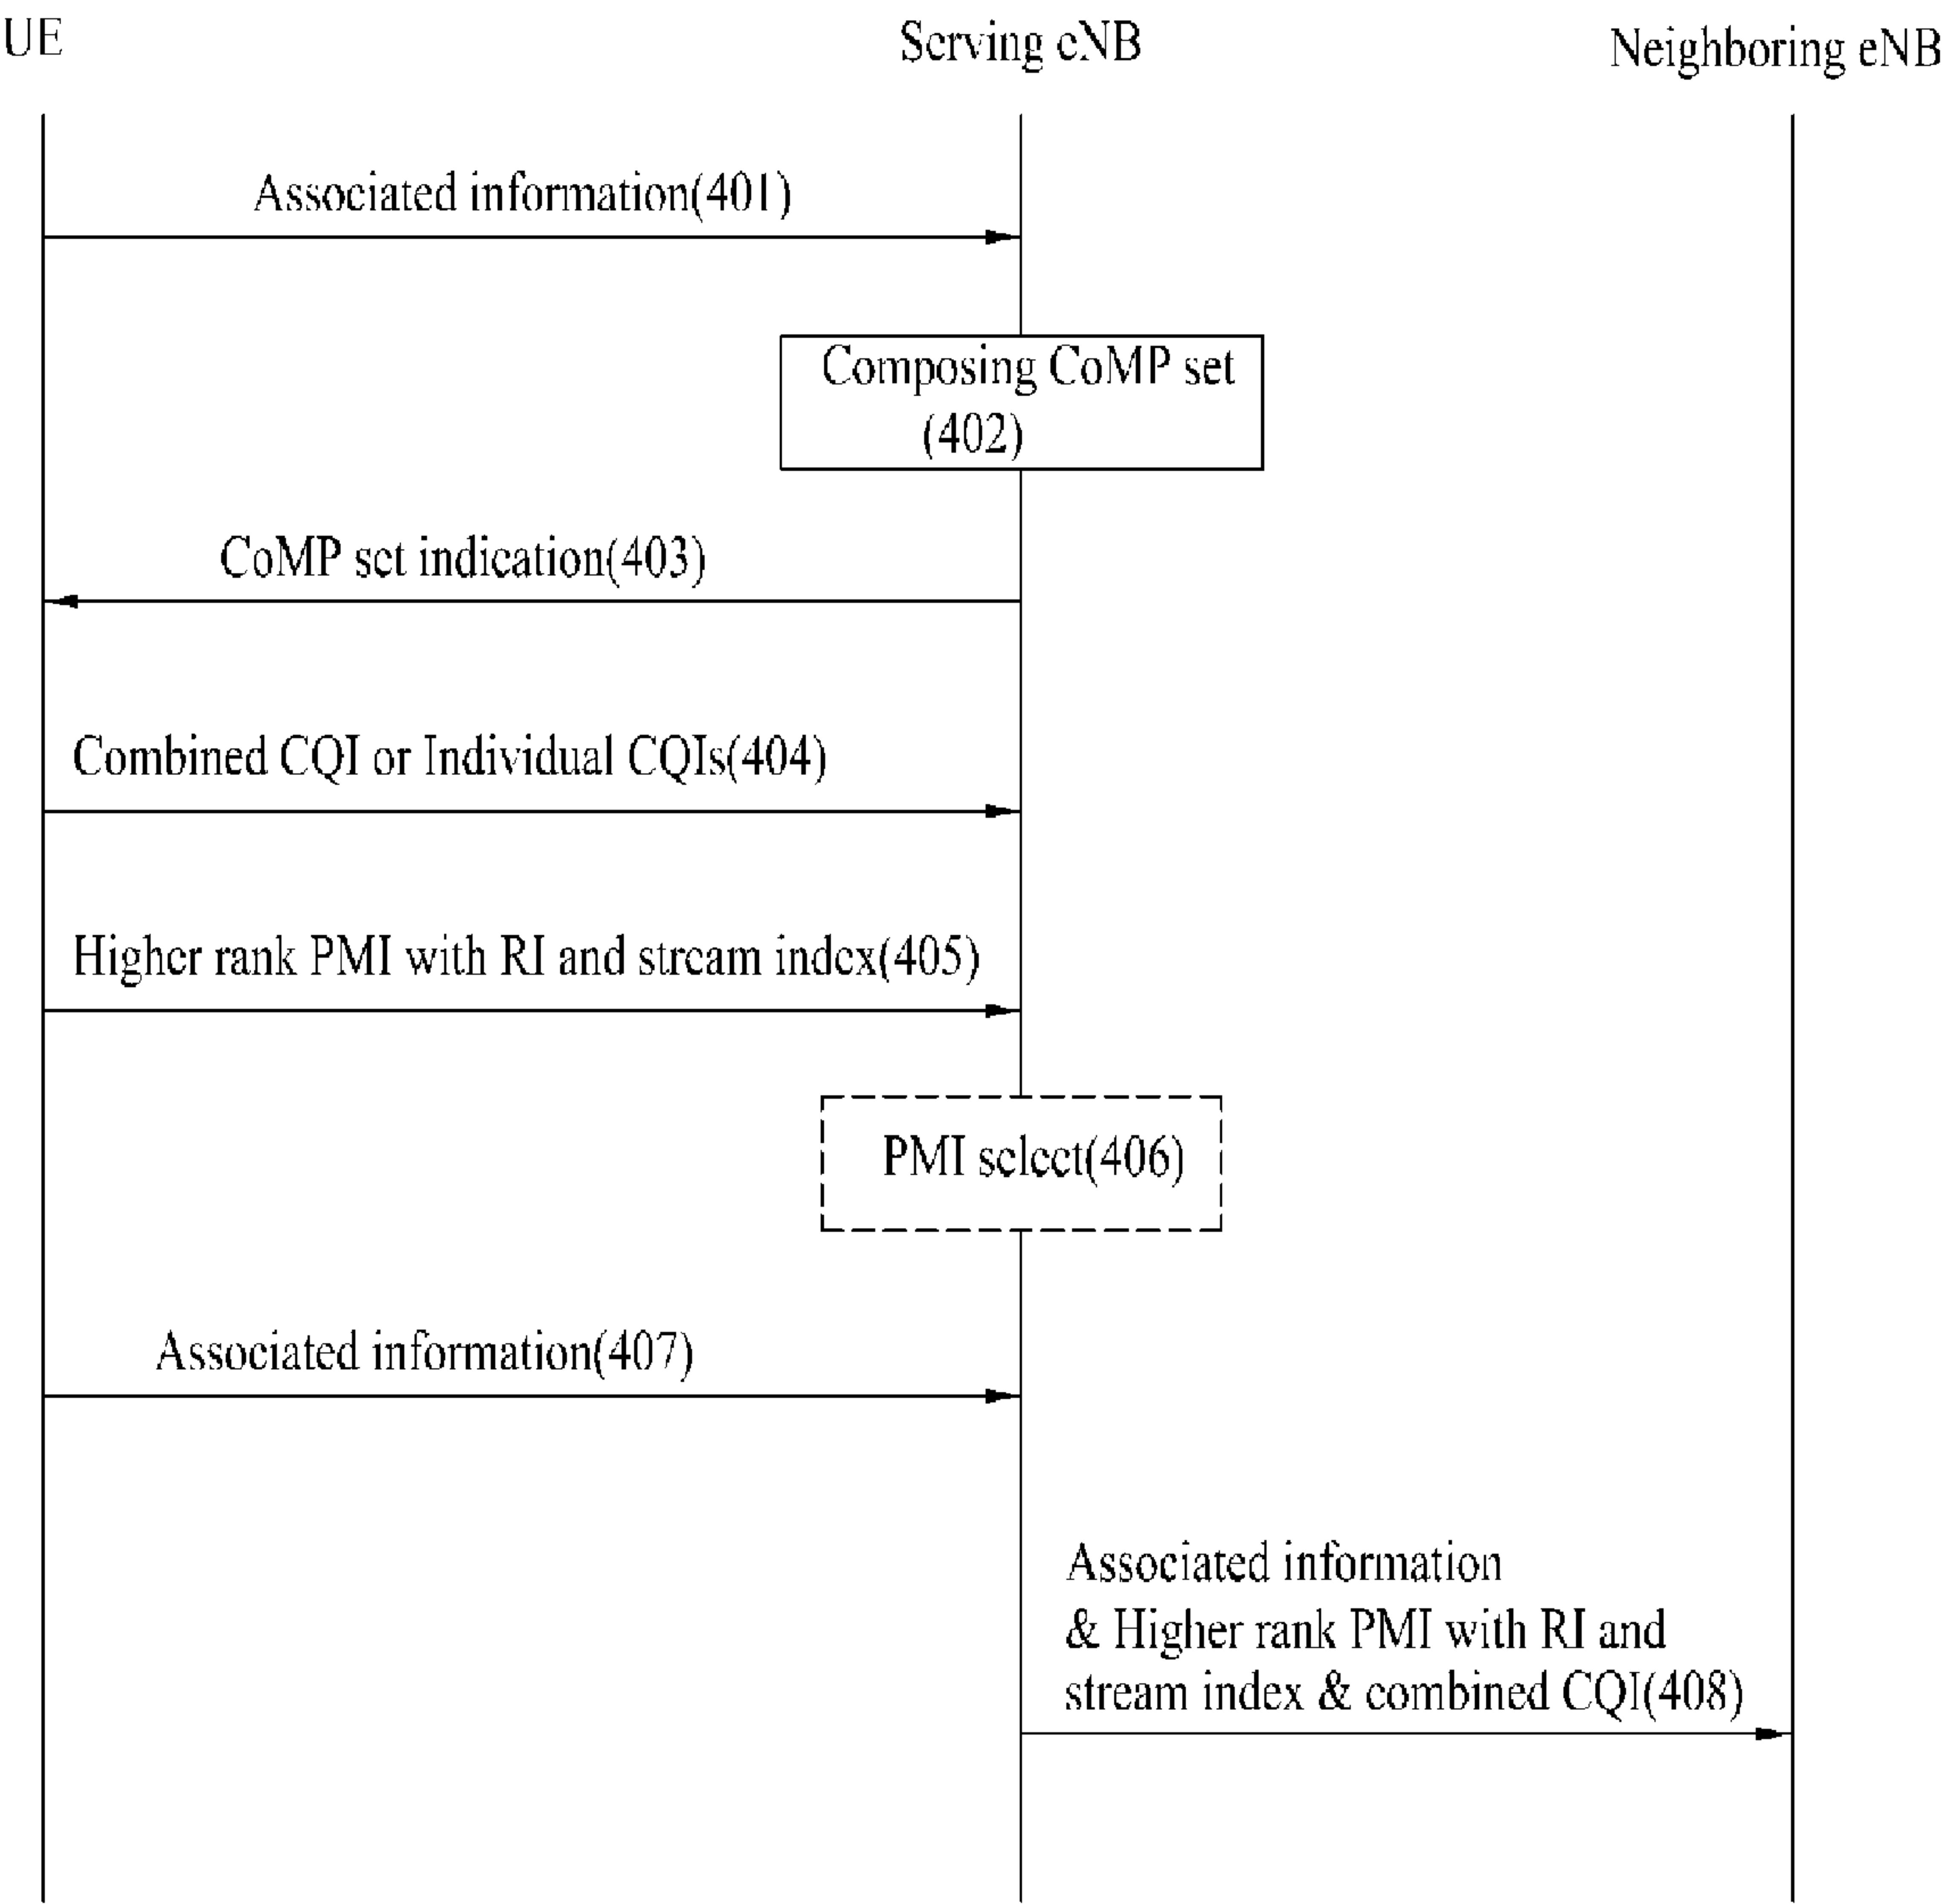 UE
Serving eNB
Neighboring eNB
Associated information(401)
Composing CoMP set
(402)
CoMP set indication(403)
Combined CQI or Individual CQIs(404)
Higher rank PMI with RI and stream index(405)
PMI select(406)
Associated information(407)
Associated information
& Higher rank PMI with RI and
stream index & combined CQI(408)